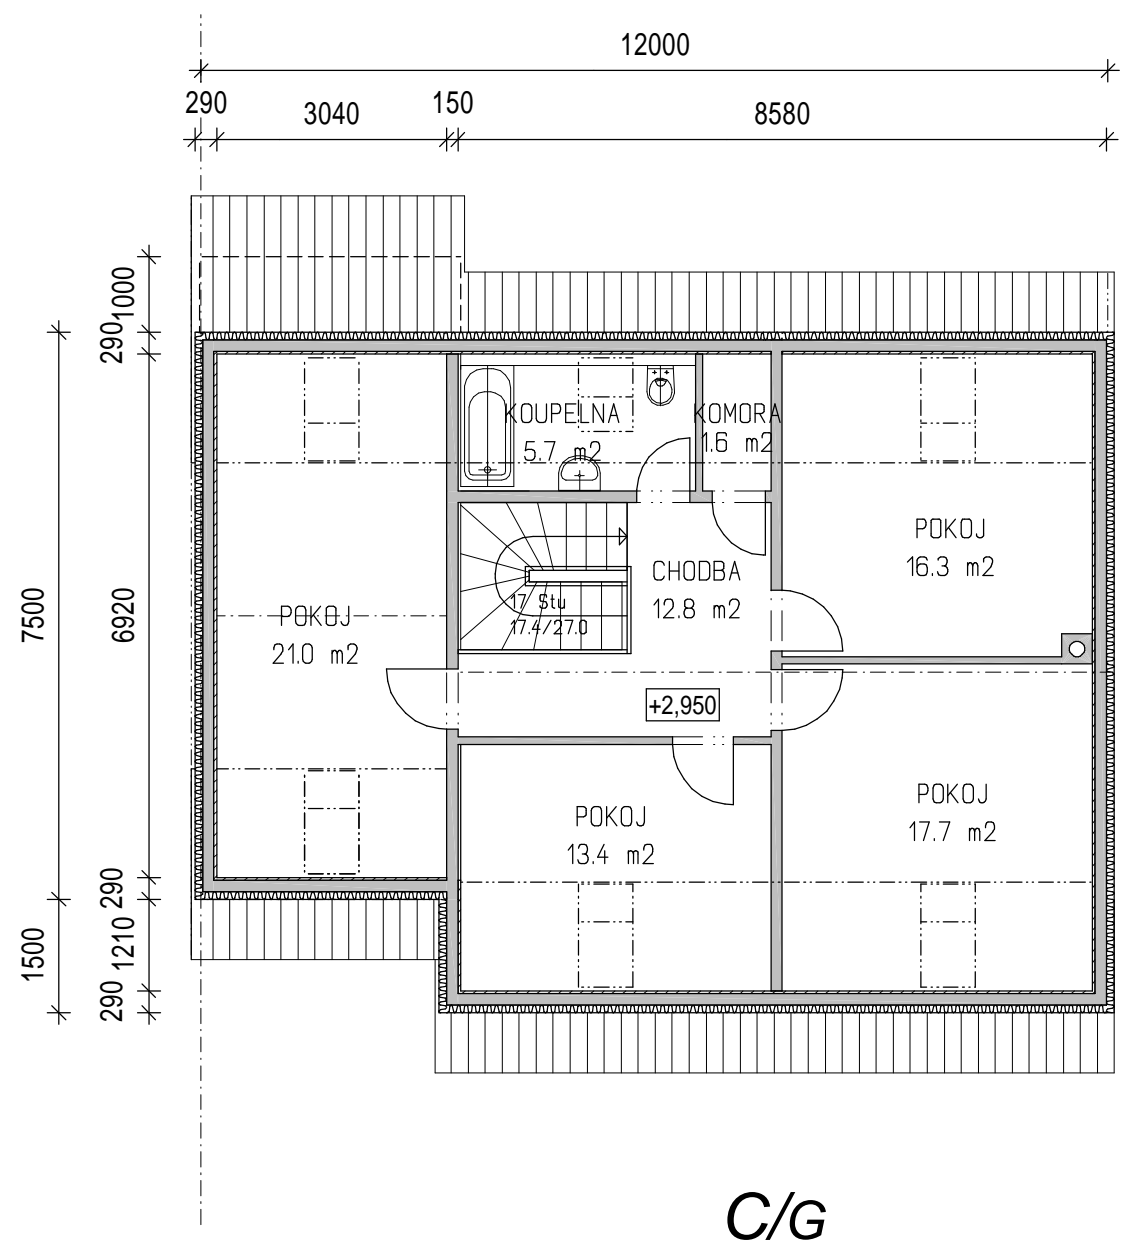 12000
290
3040
150
8580
1000
290
7500
6920
290
1210
1500
290
KOUPELNA
5.7 m2
KOMORA
1.6 m2
POKOJ
16.3 m2
CHODBA
12.8 m2
17 Stu
17.4/27.0
POKOJ
21.0 m2
+2,950
POKOJ
13.4 m2
POKOJ
17.7 m2
C/G